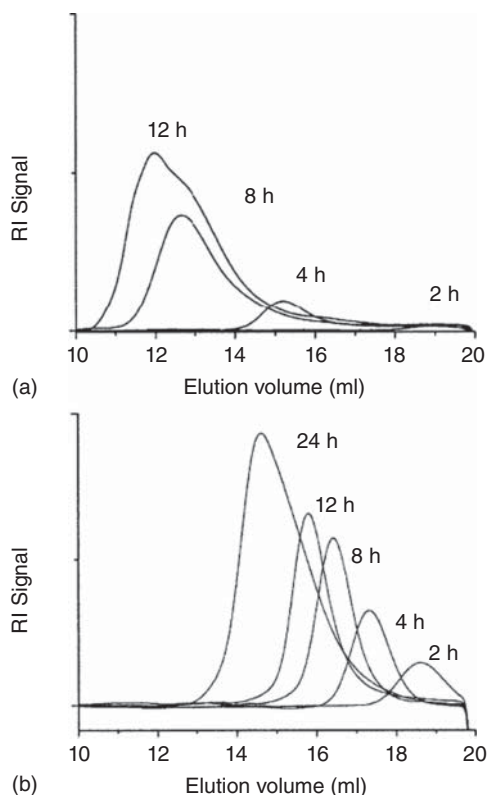 12 h
8 h
4 h
2 h
RI Signal
10 12 14 16 18 20
(a) Elution volume (ml)
24 h
12 h
8 h
4 h
2 h
RI Signal
10 12 14 16 18 20
(b) Elution volume (ml)